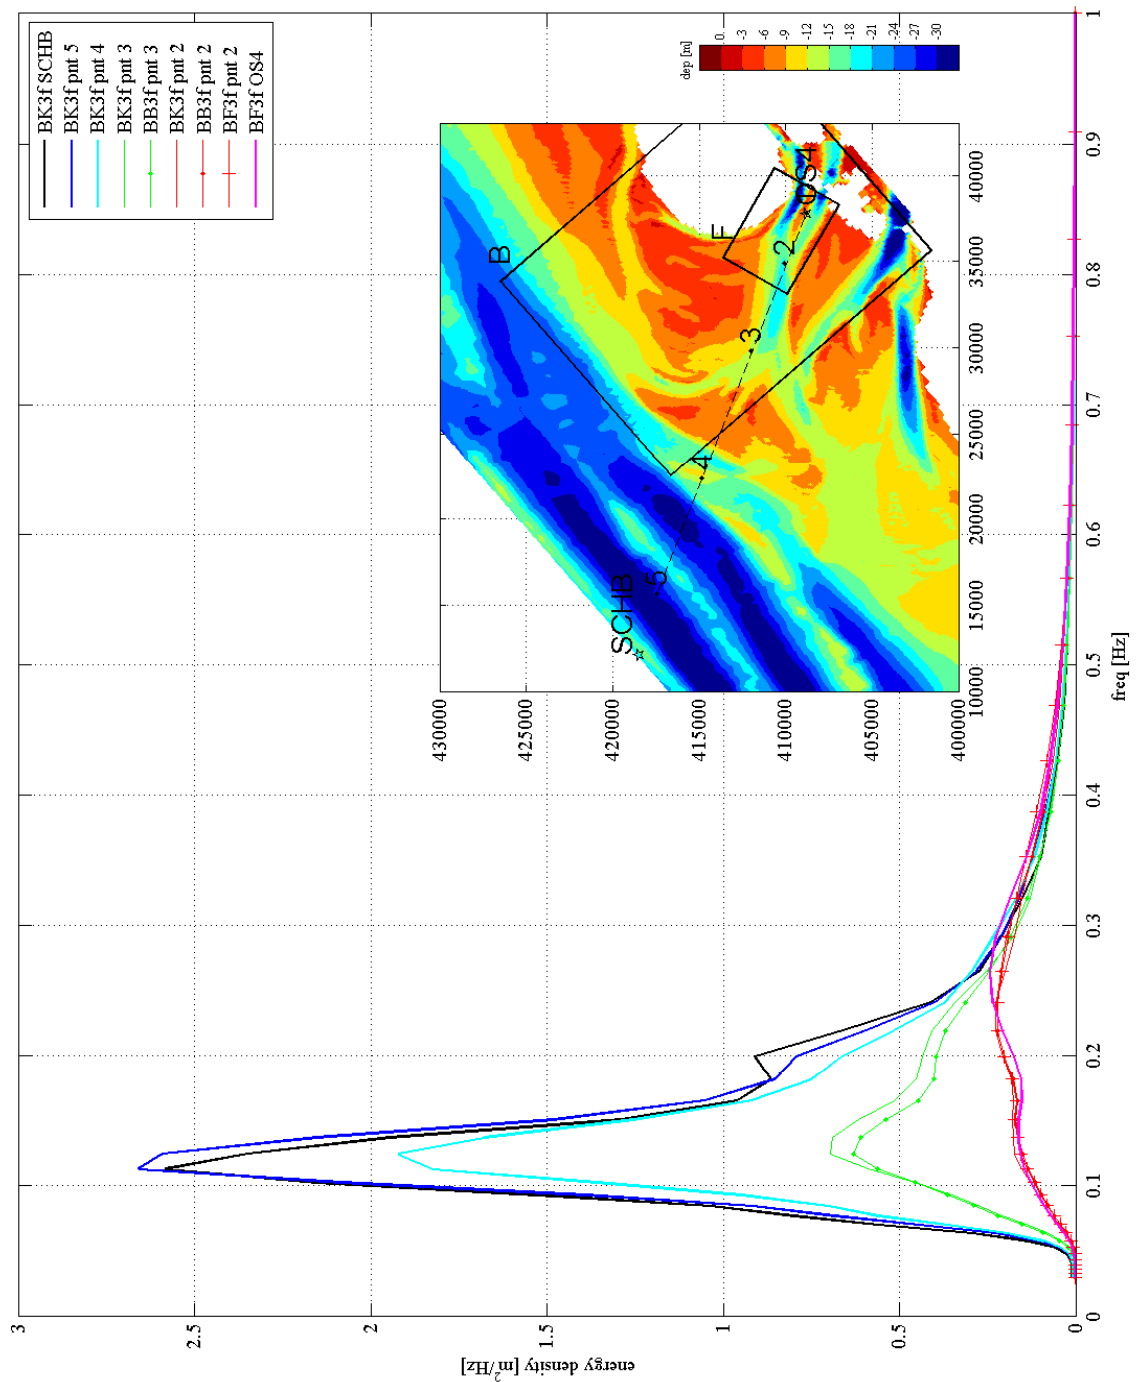 BK3f SCHB
BK3f pnt 5
BK3f pnt 4
BK3f pnt 3
BB3f pnt 3
BK3f pnt 2
BB3f pnt 2
BF3f pnt 2
BF3f OS4
3
2.5
2
1.5
1
0.5
0
energy density [m²/Hz]
0
0.1
0.2
0.3
0.4
0.5
0.6
0.7
0.8
0.9
1
freq [Hz]
430000
425000
420000
415000
410000
405000
400000
10000
15000
20000
25000
30000
35000
40000
SCHB
5
4
3
2
OS4
B
F
dep [m]
0
-3
-6
-9
-12
-15
-18
-21
-24
-27
-30